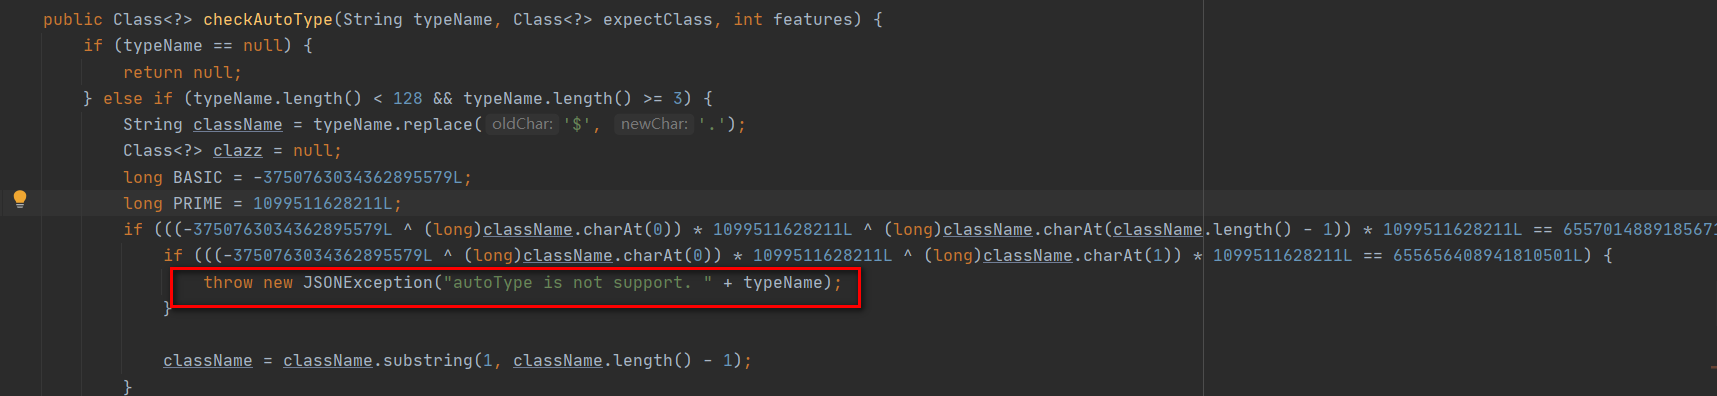 public Class<?> checkAutoType(String typeName, Class<?> expectClass, int features) {
if (typeName == null) {
return null;
} else if (typeName.length() < 128 && typeName.length() >= 3) {
String className = typeName.replace( oldChar: '$', newChar: '.');
Class<?> clazz = null;
long BASIC = -3750763034362895579L;
long PRIME = 1099511628211L;
if (((-3750763034362895579L ^ (long)className.charAt(0)) * 1099511628211L ^ (long)className.charAt(className.length() - 1)) * 1099511628211L == 655701488918567
if (((-3750763034362895579L ^ (long)className.charAt(0)) * 1099511628211L ^ (long)className.charAt(1)) * 1099511628211L == 655656408941810501L) {
throw new JSONException("autoType is not support. " + typeName);
}
className = className.substring(1, className.length() - 1);
}